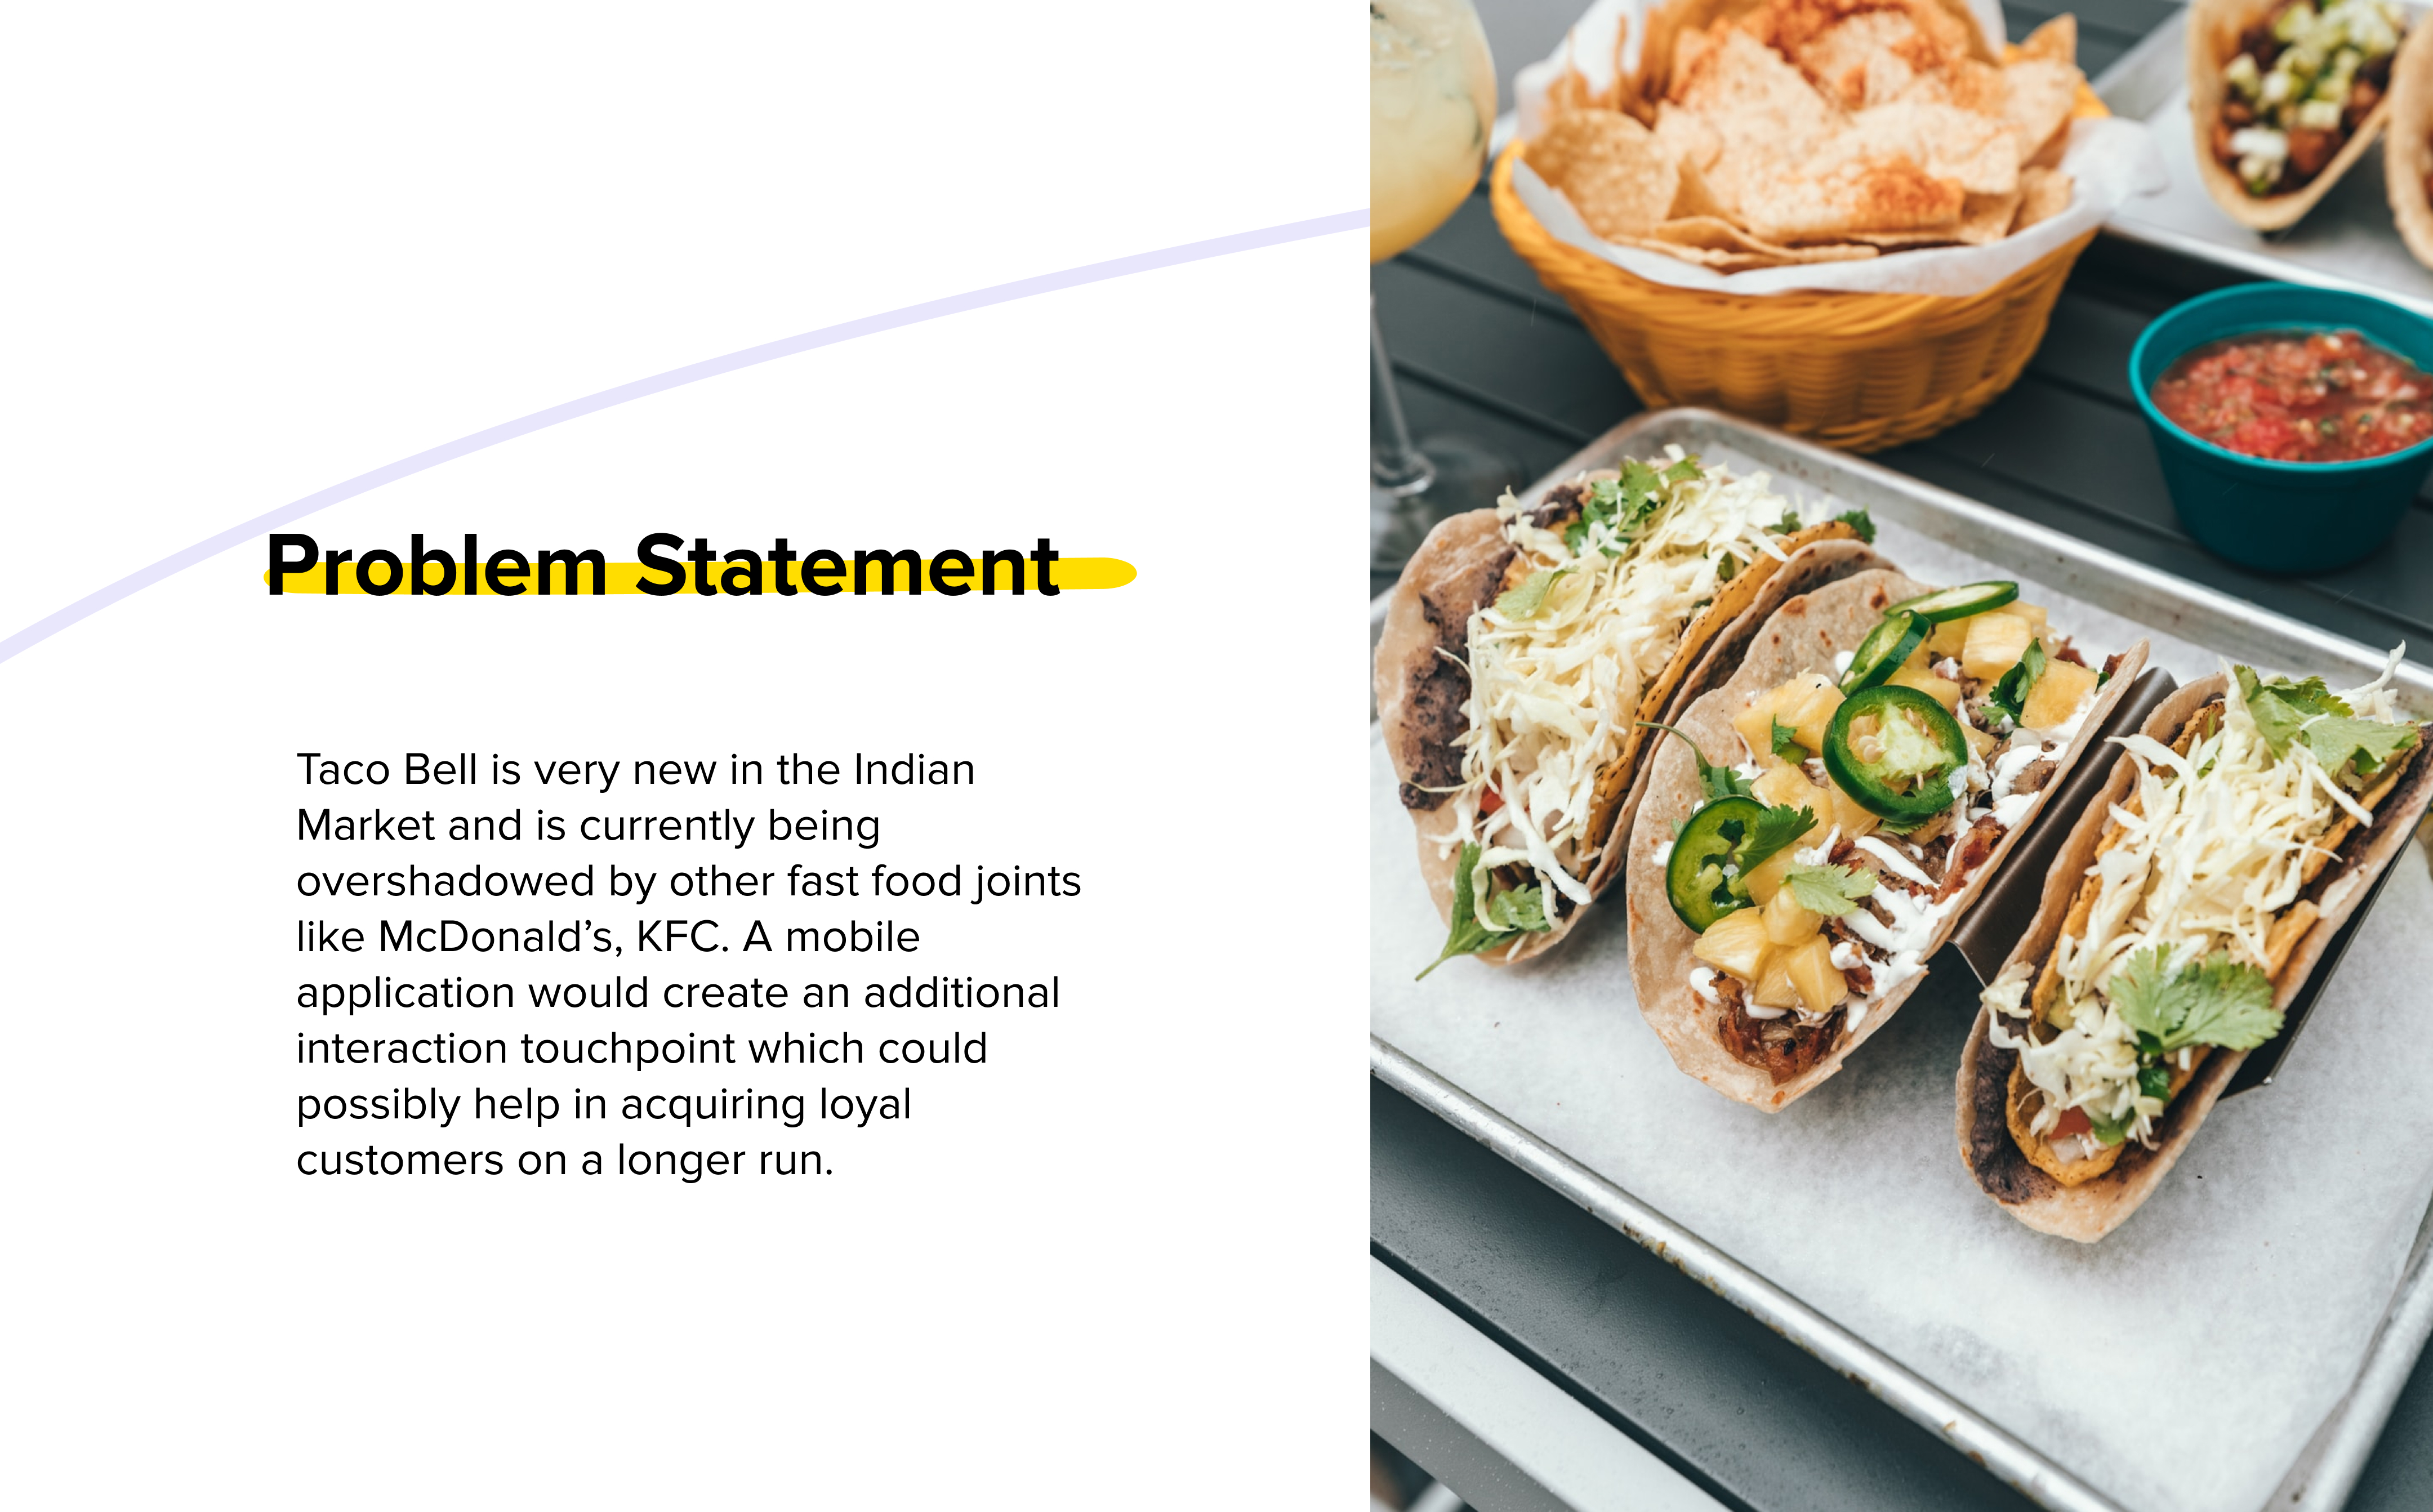 Problem Statement
Taco Bell is very new in the Indian
Market and is currently being
overshadowed by other fast food joints
like McDonald’s, KFC. A mobile
application would create an additional
interaction touchpoint which could
possibly help in acquiring loyal
customers on a longer run.